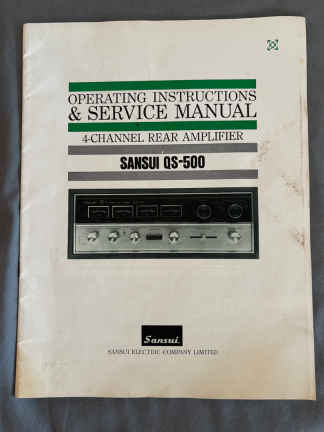 OPERATING INSTRUCTIONS
& SERVICE MANUAL
4-CHANNEL REAR AMPLIFIER
SANSUI QS-500
Sansui
SANSUI ELECTRIC COMPANY LIMITED